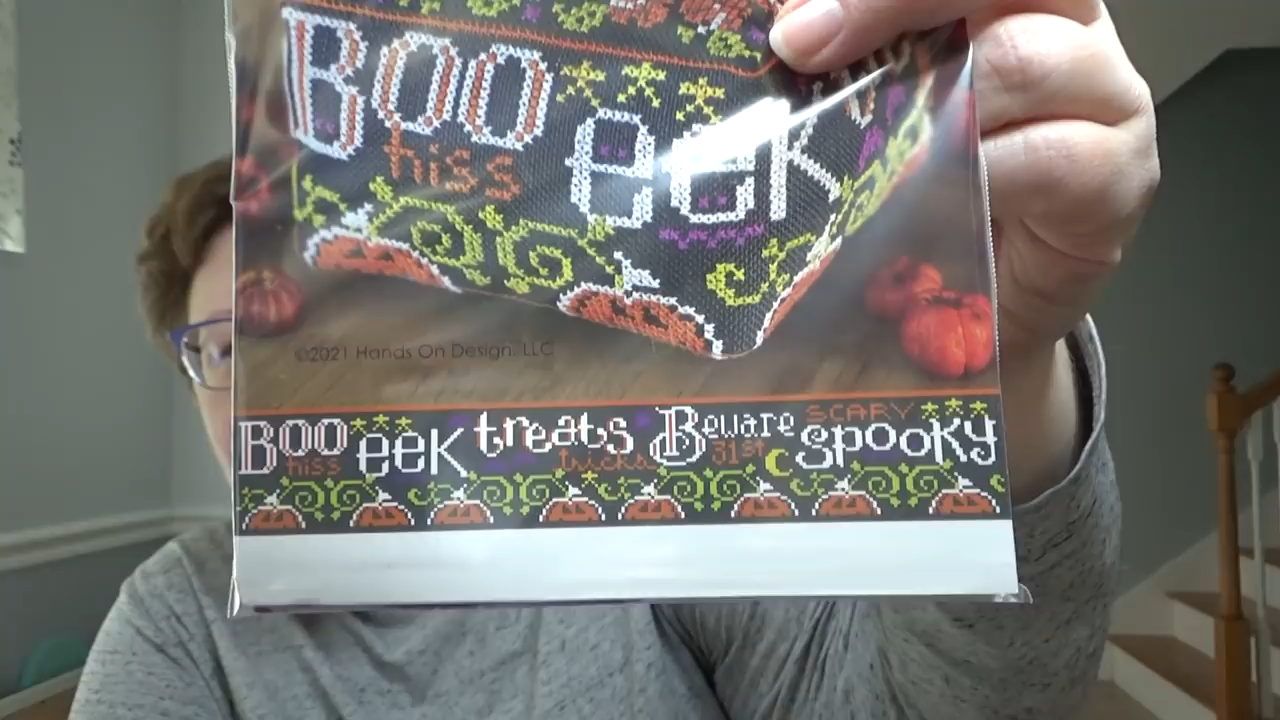 Boo
hiss
eek
©2021 Hands On Design, LLC
Boo hiss eek treats tricks Beware 31st SCARY spooky